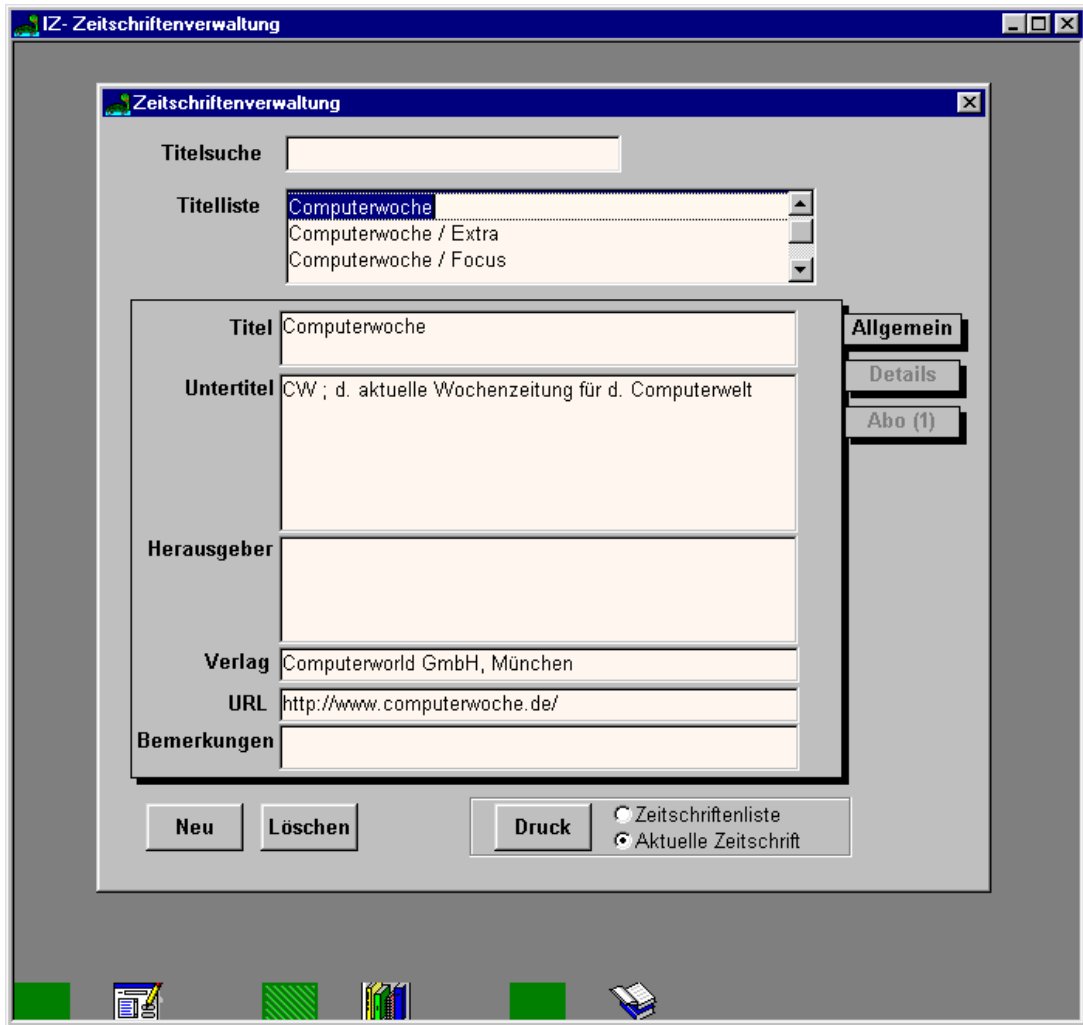 IZ- Zeitschriftenverwaltung
Zeitschriftenverwaltung
Titelsuche
Titelliste
Computerwoche
Computerwoche / Extra
Computerwoche / Focus
Titel Computerwoche
Allgemein
Untertitel CW ; d. aktuelle Wochenzeitung für d. Computerwelt
Details
Abo (1)
Herausgeber
Verlag Computerworld GmbH, München
URL http://www.computerwoche.de/
Bemerkungen
Neu Löschen Druck
Zeitschriftenliste
Aktuelle Zeitschrift